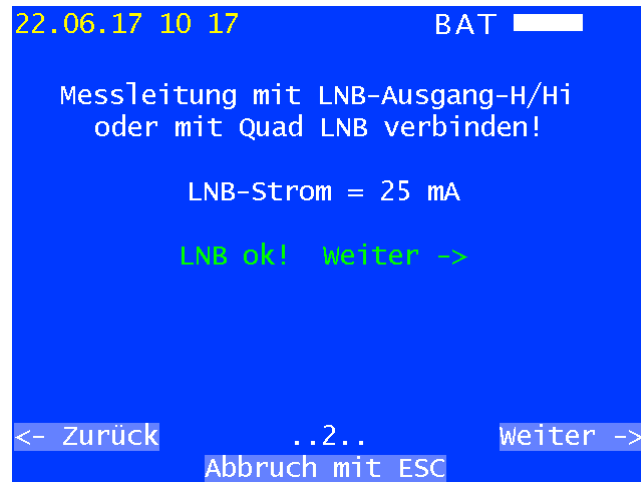 22.06.17 10 17 BAT
Messleitung mit LNB-Ausgang-H/Hi
oder mit Quad LNB verbinden!
LNB-Strom = 25 mA
LNB ok! Weiter ->
<- Zurück ..2.. Weiter ->
Abbruch mit ESC